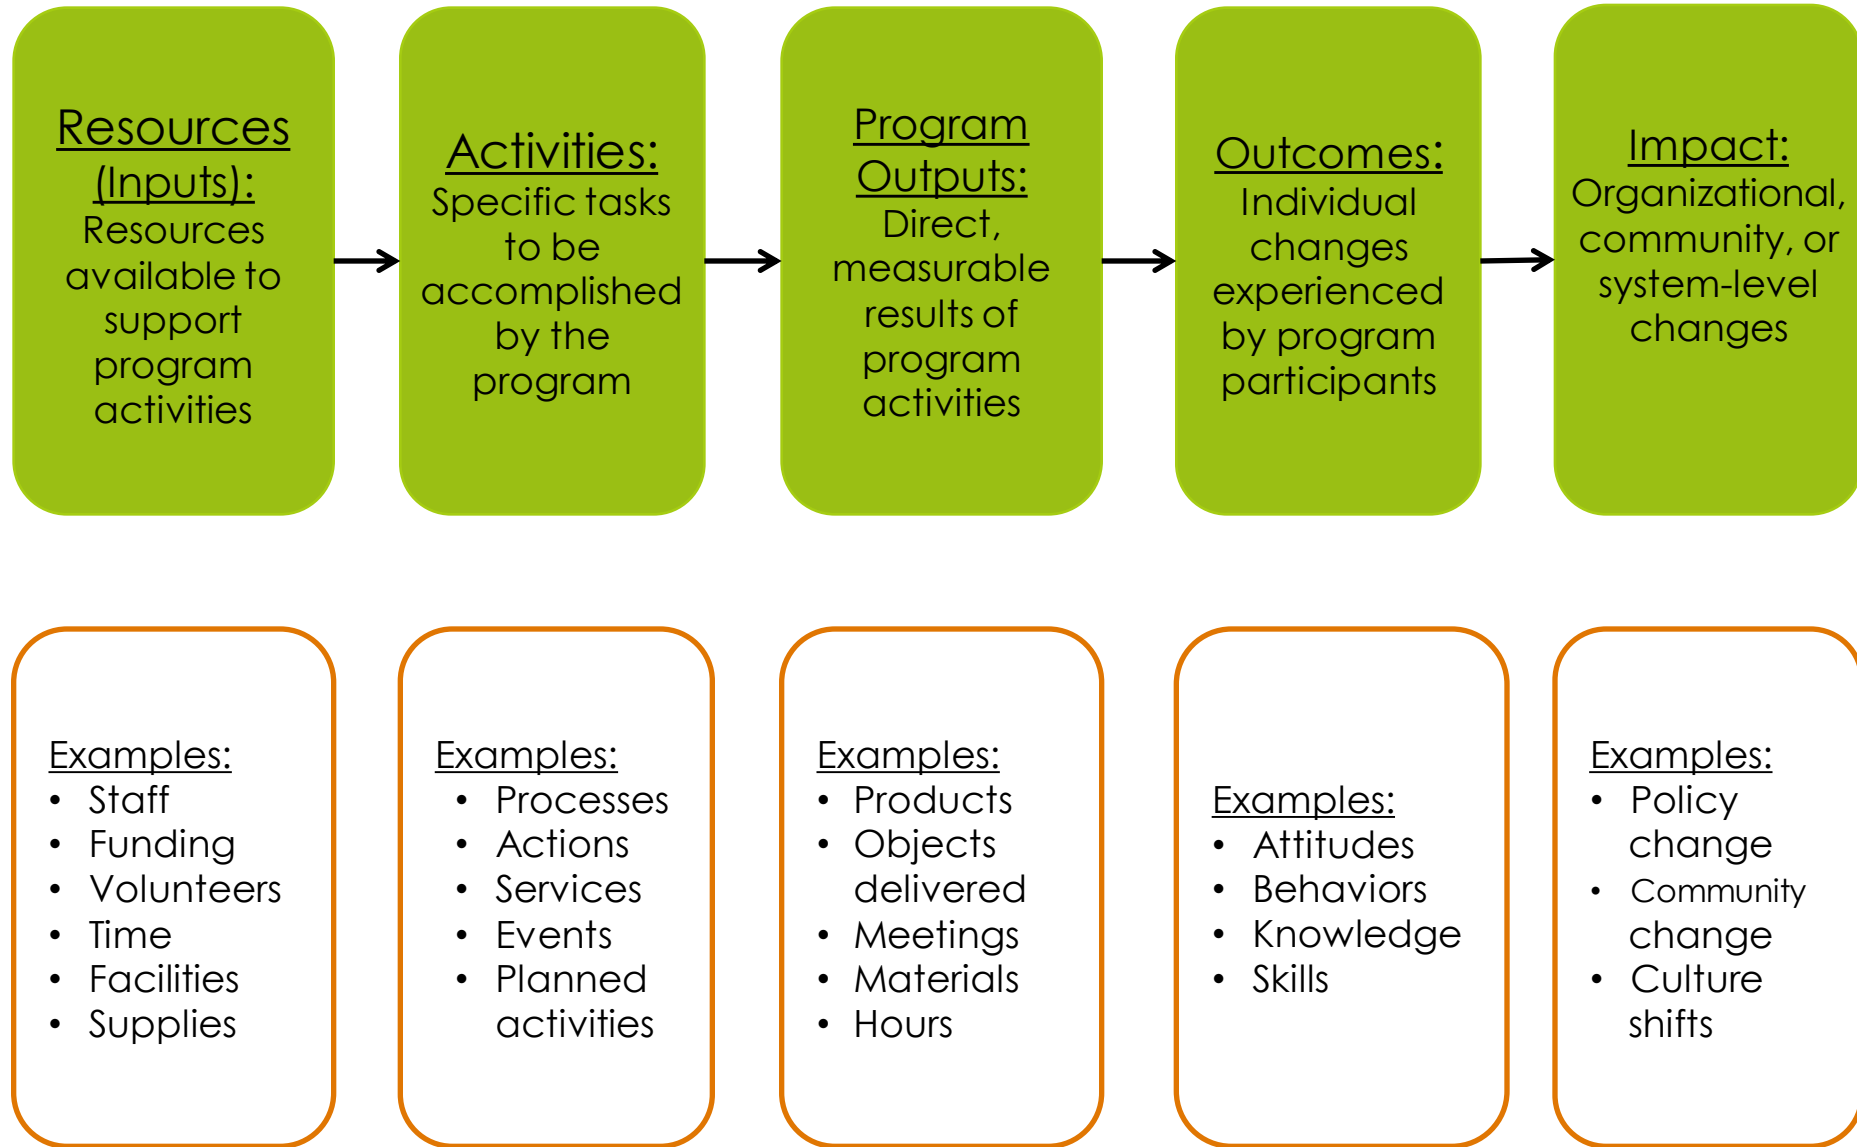 Resources
(Inputs):
Resources
available to
support
program
activities
Activities:
Specific tasks
to be
accomplished
by the
program
Program
Outputs:
Direct,
measurable
results of
program
activities
Outcomes:
Individual
changes
experienced
by program
participants
Impact:
Organizational,
community, or
system-level
changes
Examples:
• Staff
• Funding
• Volunteers
• Time
• Facilities
• Supplies
Examples:
• Processes
• Actions
• Services
• Events
• Planned
activities
Examples:
• Products
• Objects
delivered
• Meetings
• Materials
• Hours
Examples:
• Attitudes
• Behaviors
• Knowledge
• Skills
Examples:
• Policy
change
• Community
change
• Culture
shifts